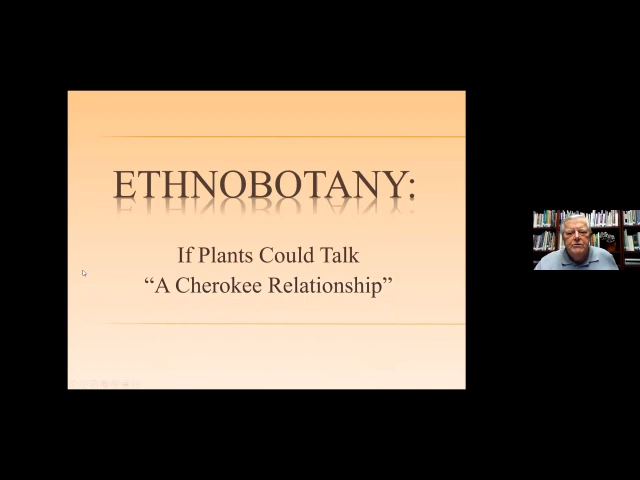 ETHNOBOTANY:
If Plants Could Talk
“A Cherokee Relationship”